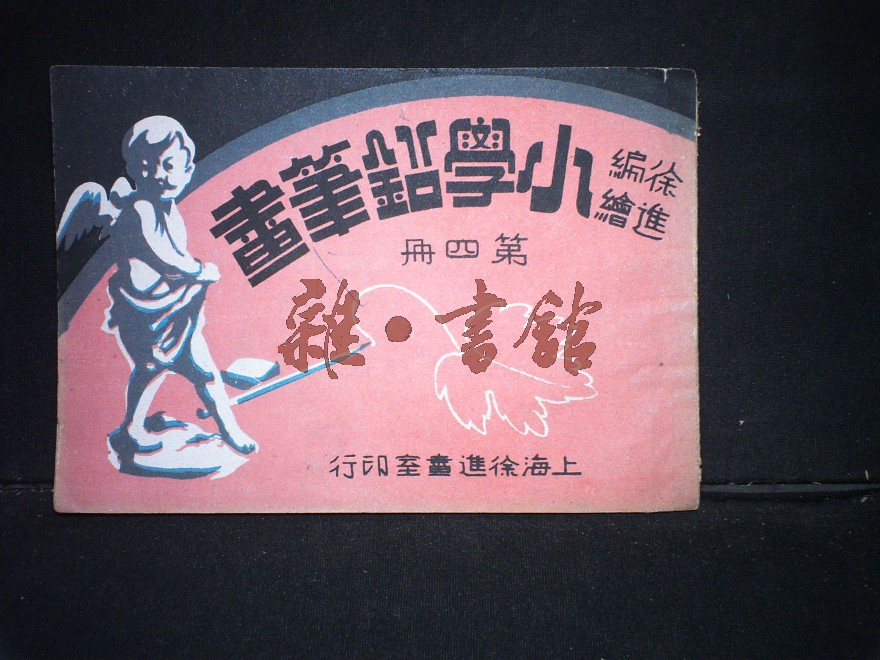 徐進編繪
小學鉛筆畫
第四冊
雜·書館
上海徐進畫室印行